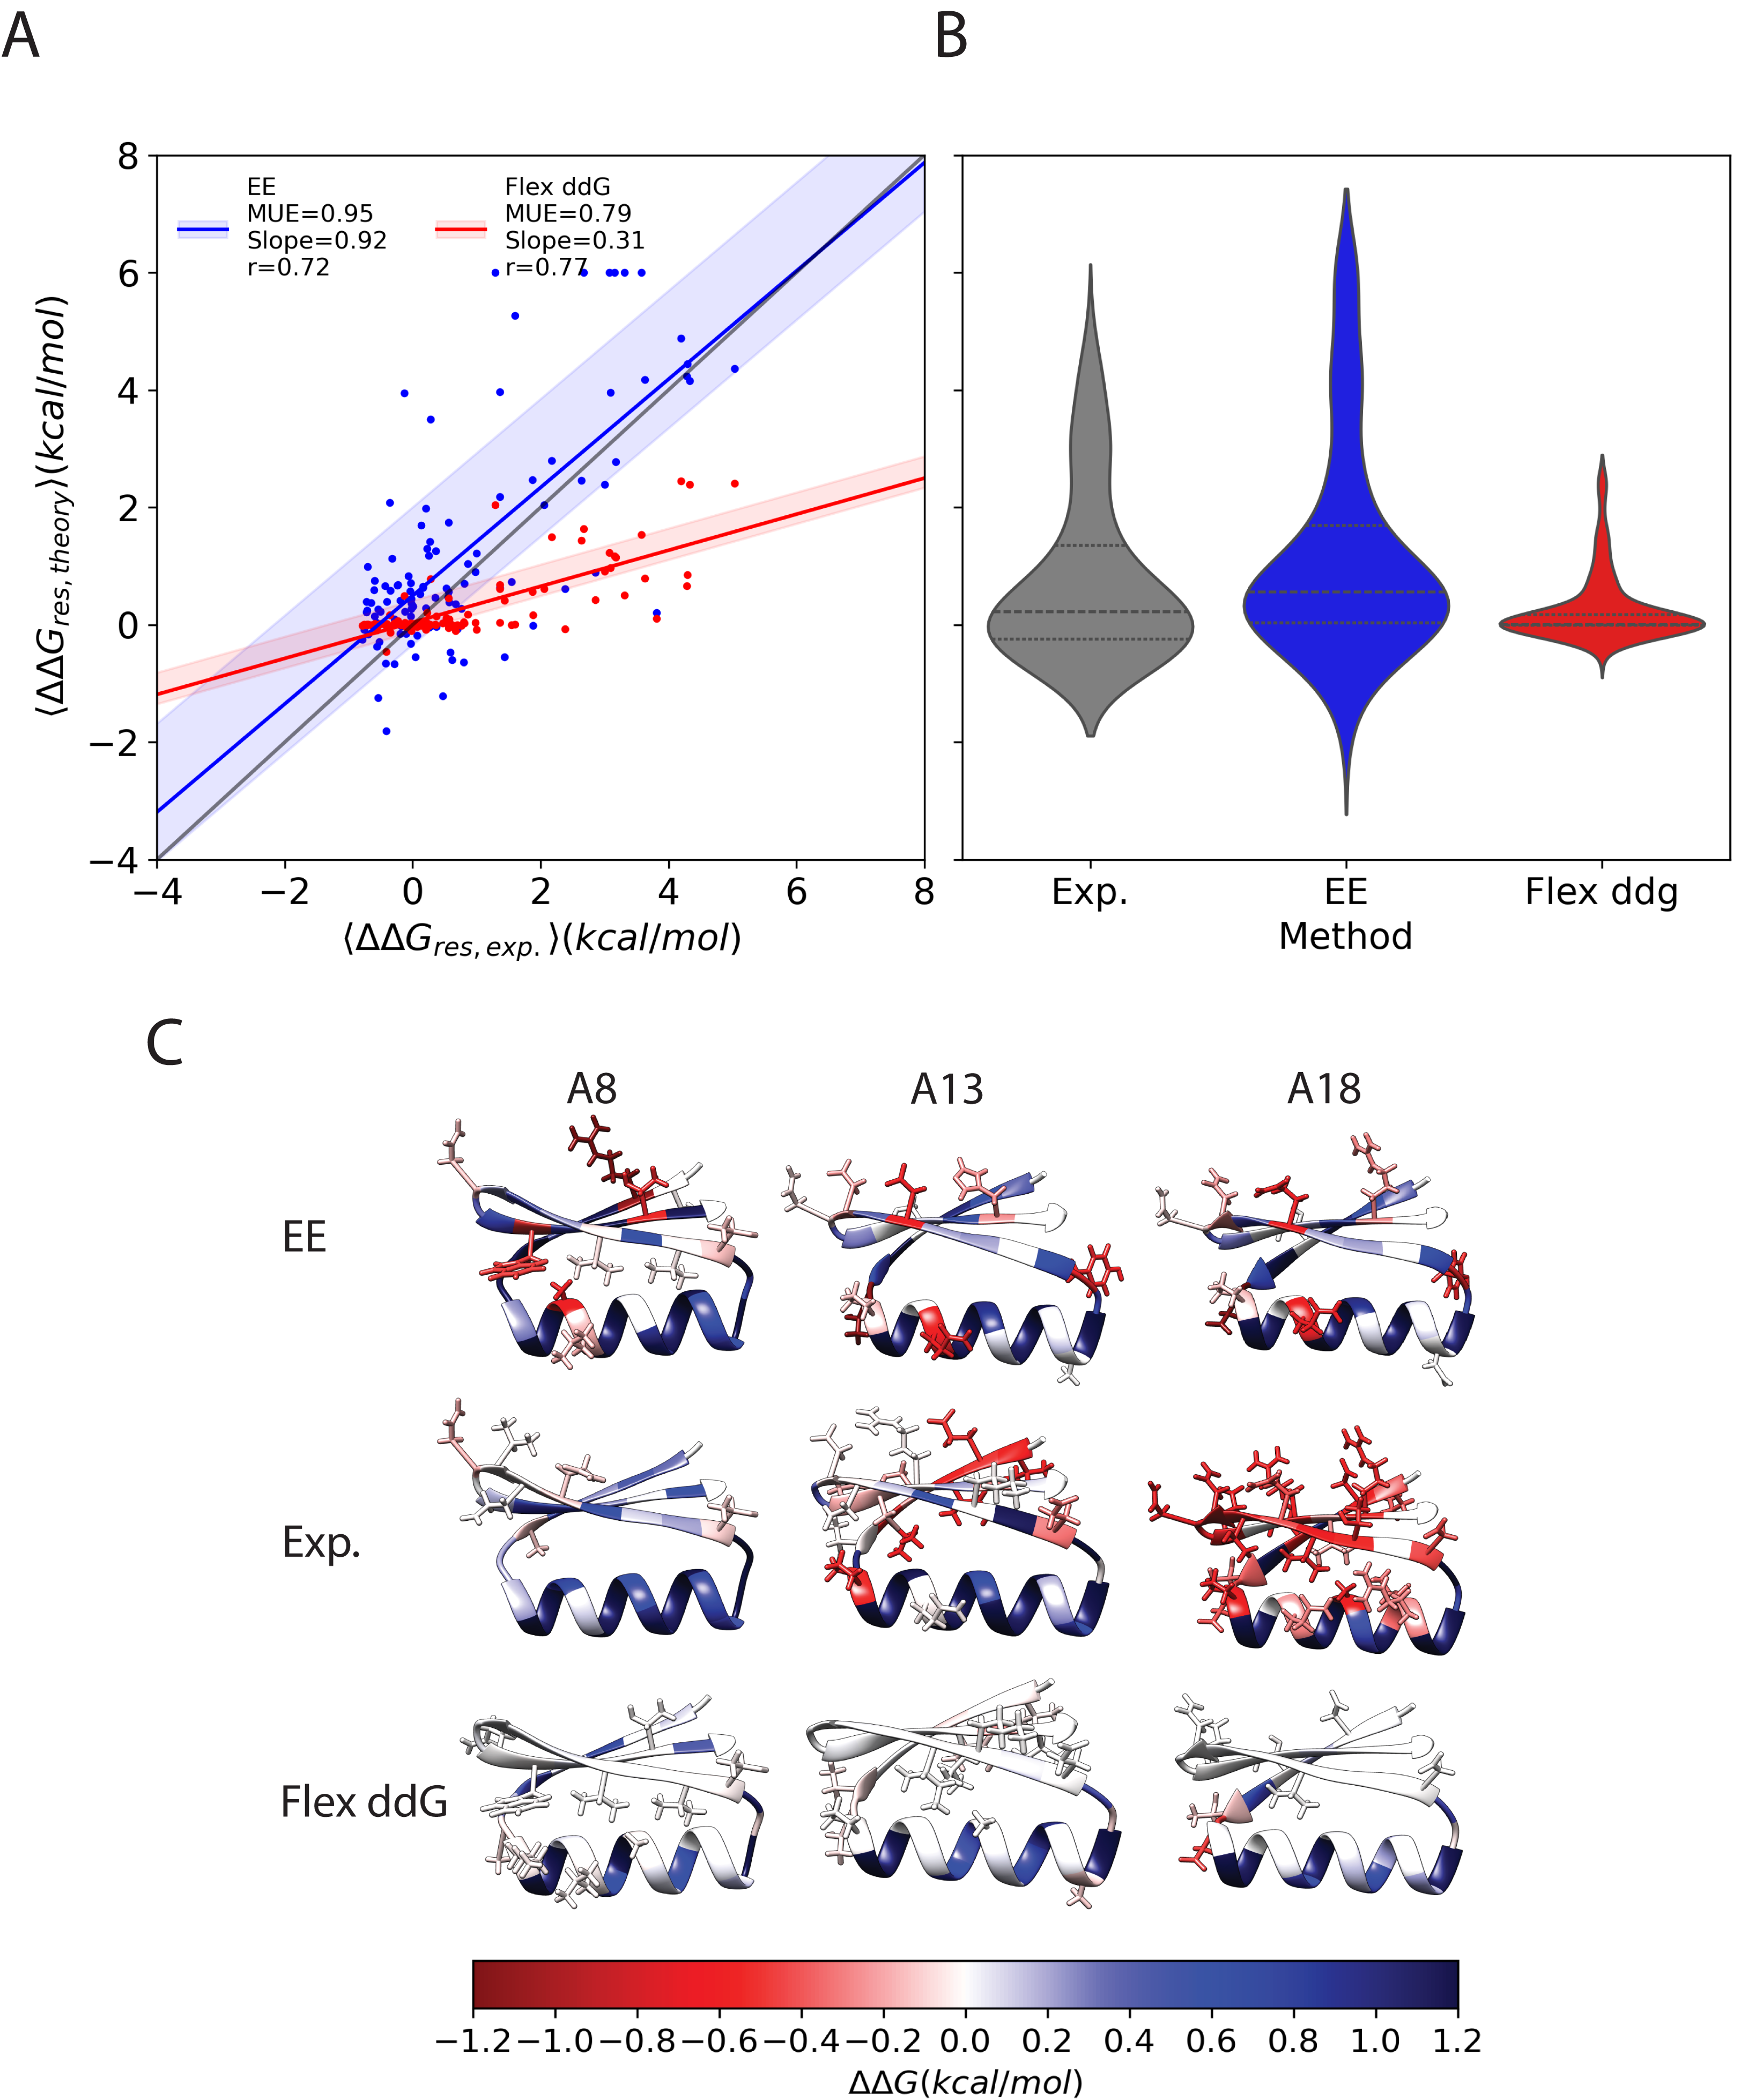 A
B
EE
MUE=0.95
Slope=0.92
r=0.72
Flex ddG
MUE=0.79
Slope=0.31
r=0.77
8
6
4
2
0
−2
−4
⟨ΔΔG_{res, theory}⟩(kcal/mol)
−4 −2 0 2 4 6 8
⟨ΔΔG_{res, exp.}⟩(kcal/mol)
Exp. EE Flex ddg
Method
C
A8 A13 A18
EE
Exp.
Flex ddG
−1.2 −1.0 −0.8 −0.6 −0.4 −0.2 0.0 0.2 0.4 0.6 0.8 1.0 1.2
ΔΔG(kcal/mol)